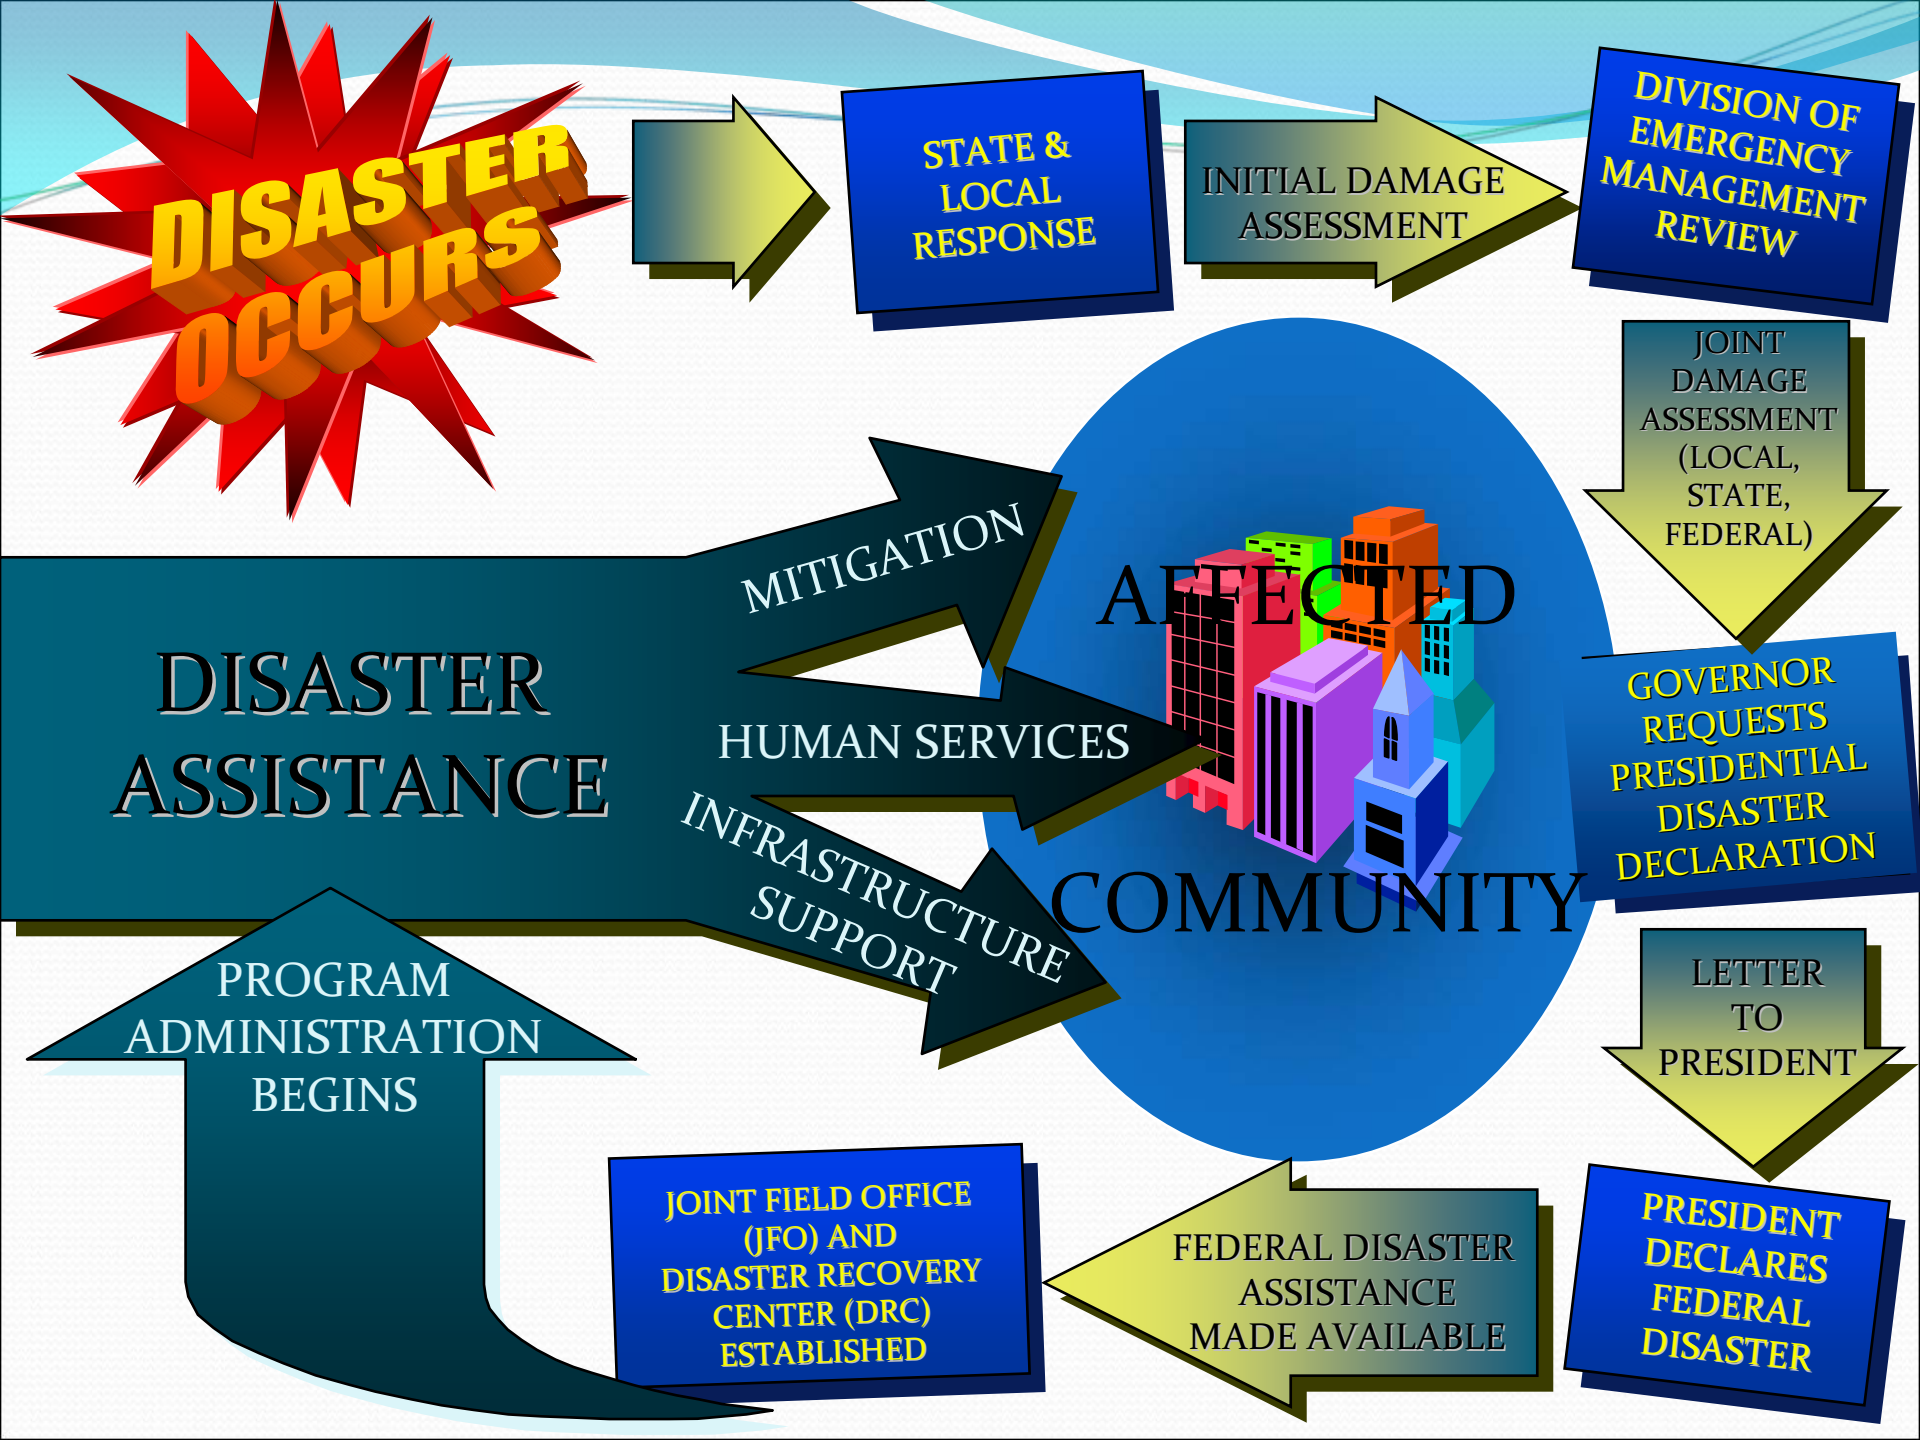 DISASTER
OCCURS
STATE &
LOCAL
RESPONSE
INITIAL DAMAGE
ASSESSMENT
DIVISION OF
EMERGENCY
MANAGEMENT
REVIEW
JOINT
DAMAGE
ASSESSMENT
(LOCAL,
STATE,
FEDERAL)
GOVERNOR
REQUESTS
PRESIDENTIAL
DISASTER
DECLARATION
LETTER
TO
PRESIDENT
PRESIDENT
DECLARES
FEDERAL
DISASTER
FEDERAL DISASTER
ASSISTANCE
MADE AVAILABLE
JOINT FIELD OFFICE
(JFO) AND
DISASTER RECOVERY
CENTER (DRC)
ESTABLISHED
PROGRAM
ADMINISTRATION
BEGINS
DISASTER
ASSISTANCE
MITIGATION
HUMAN SERVICES
INFRASTRUCTURE
SUPPORT
AFFECTED
COMMUNITY